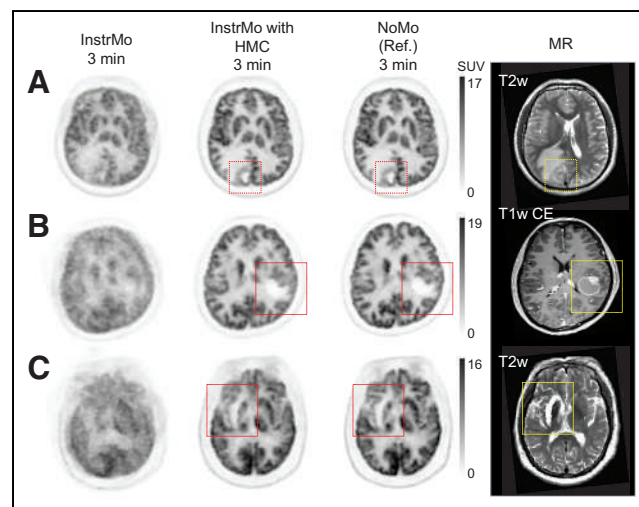 InstrMo
3 min
InstrMo with
HMC
3 min
NoMo
(Ref.)
3 min
MR
SUV
A
17
0
T2w
B
19
0
T1w CE
C
16
0
T2w